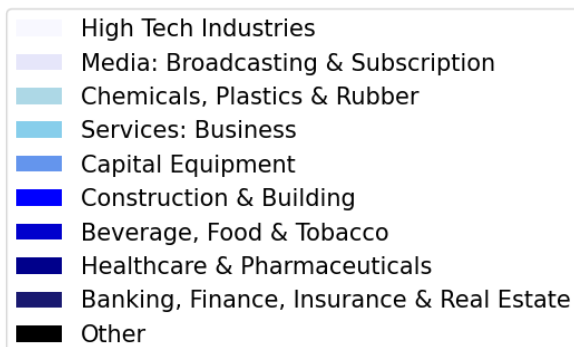 High Tech Industries
Media: Broadcasting & Subscription
Chemicals, Plastics & Rubber
Services: Business
Capital Equipment
Construction & Building
Beverage, Food & Tobacco
Healthcare & Pharmaceuticals
Banking, Finance, Insurance & Real Estate
Other